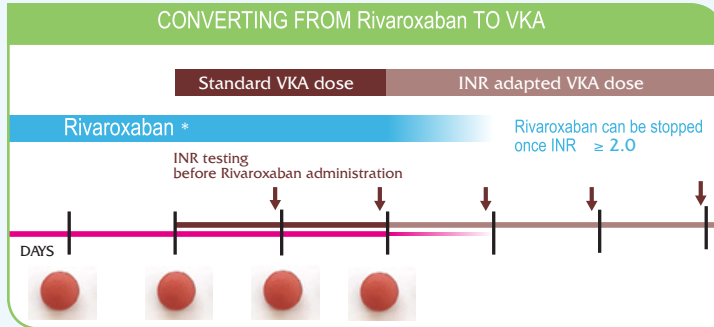 CONVERTING FROM Rivaroxaban TO VKA
Standard VKA dose
INR adapted VKA dose
Rivaroxaban *
Rivaroxaban can be stopped
once INR ≥ 2.0
INR testing
before Rivaroxaban administration
DAYS